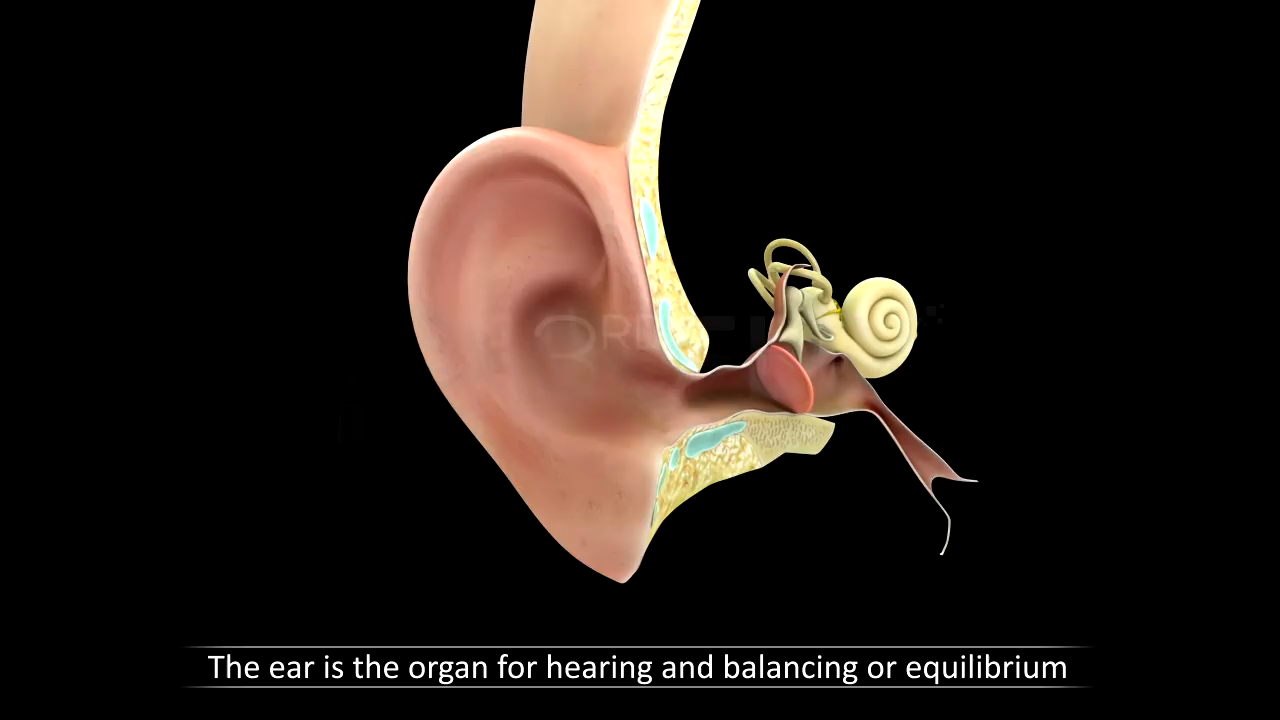 The ear is the organ for hearing and balancing or equilibrium